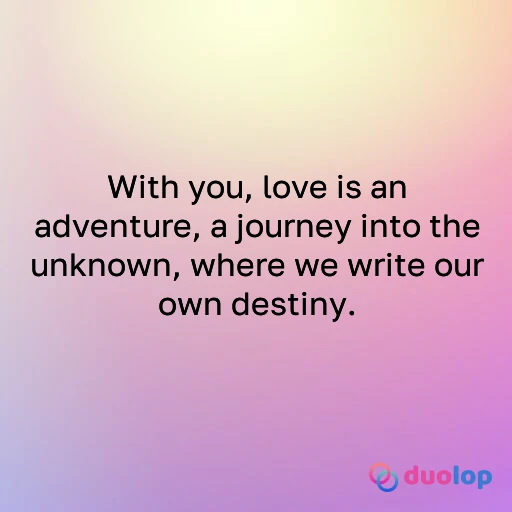 With you, love is an
adventure, a journey into the
unknown, where we write our
own destiny.
duolop